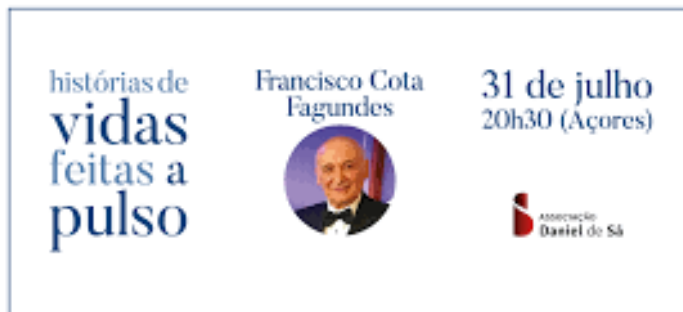 histórias de
vidas
feitas a
pulso
Francisco Cota
Fagundes
31 de julho
20h30 (Açores)
ASSOCIAÇÃO
Daniel de Sá